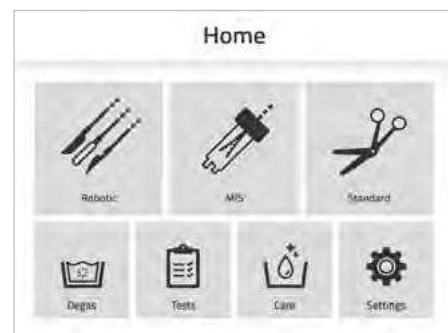 Home
Robotic
MIS
Standard
Degas
Tests
Care
Settings